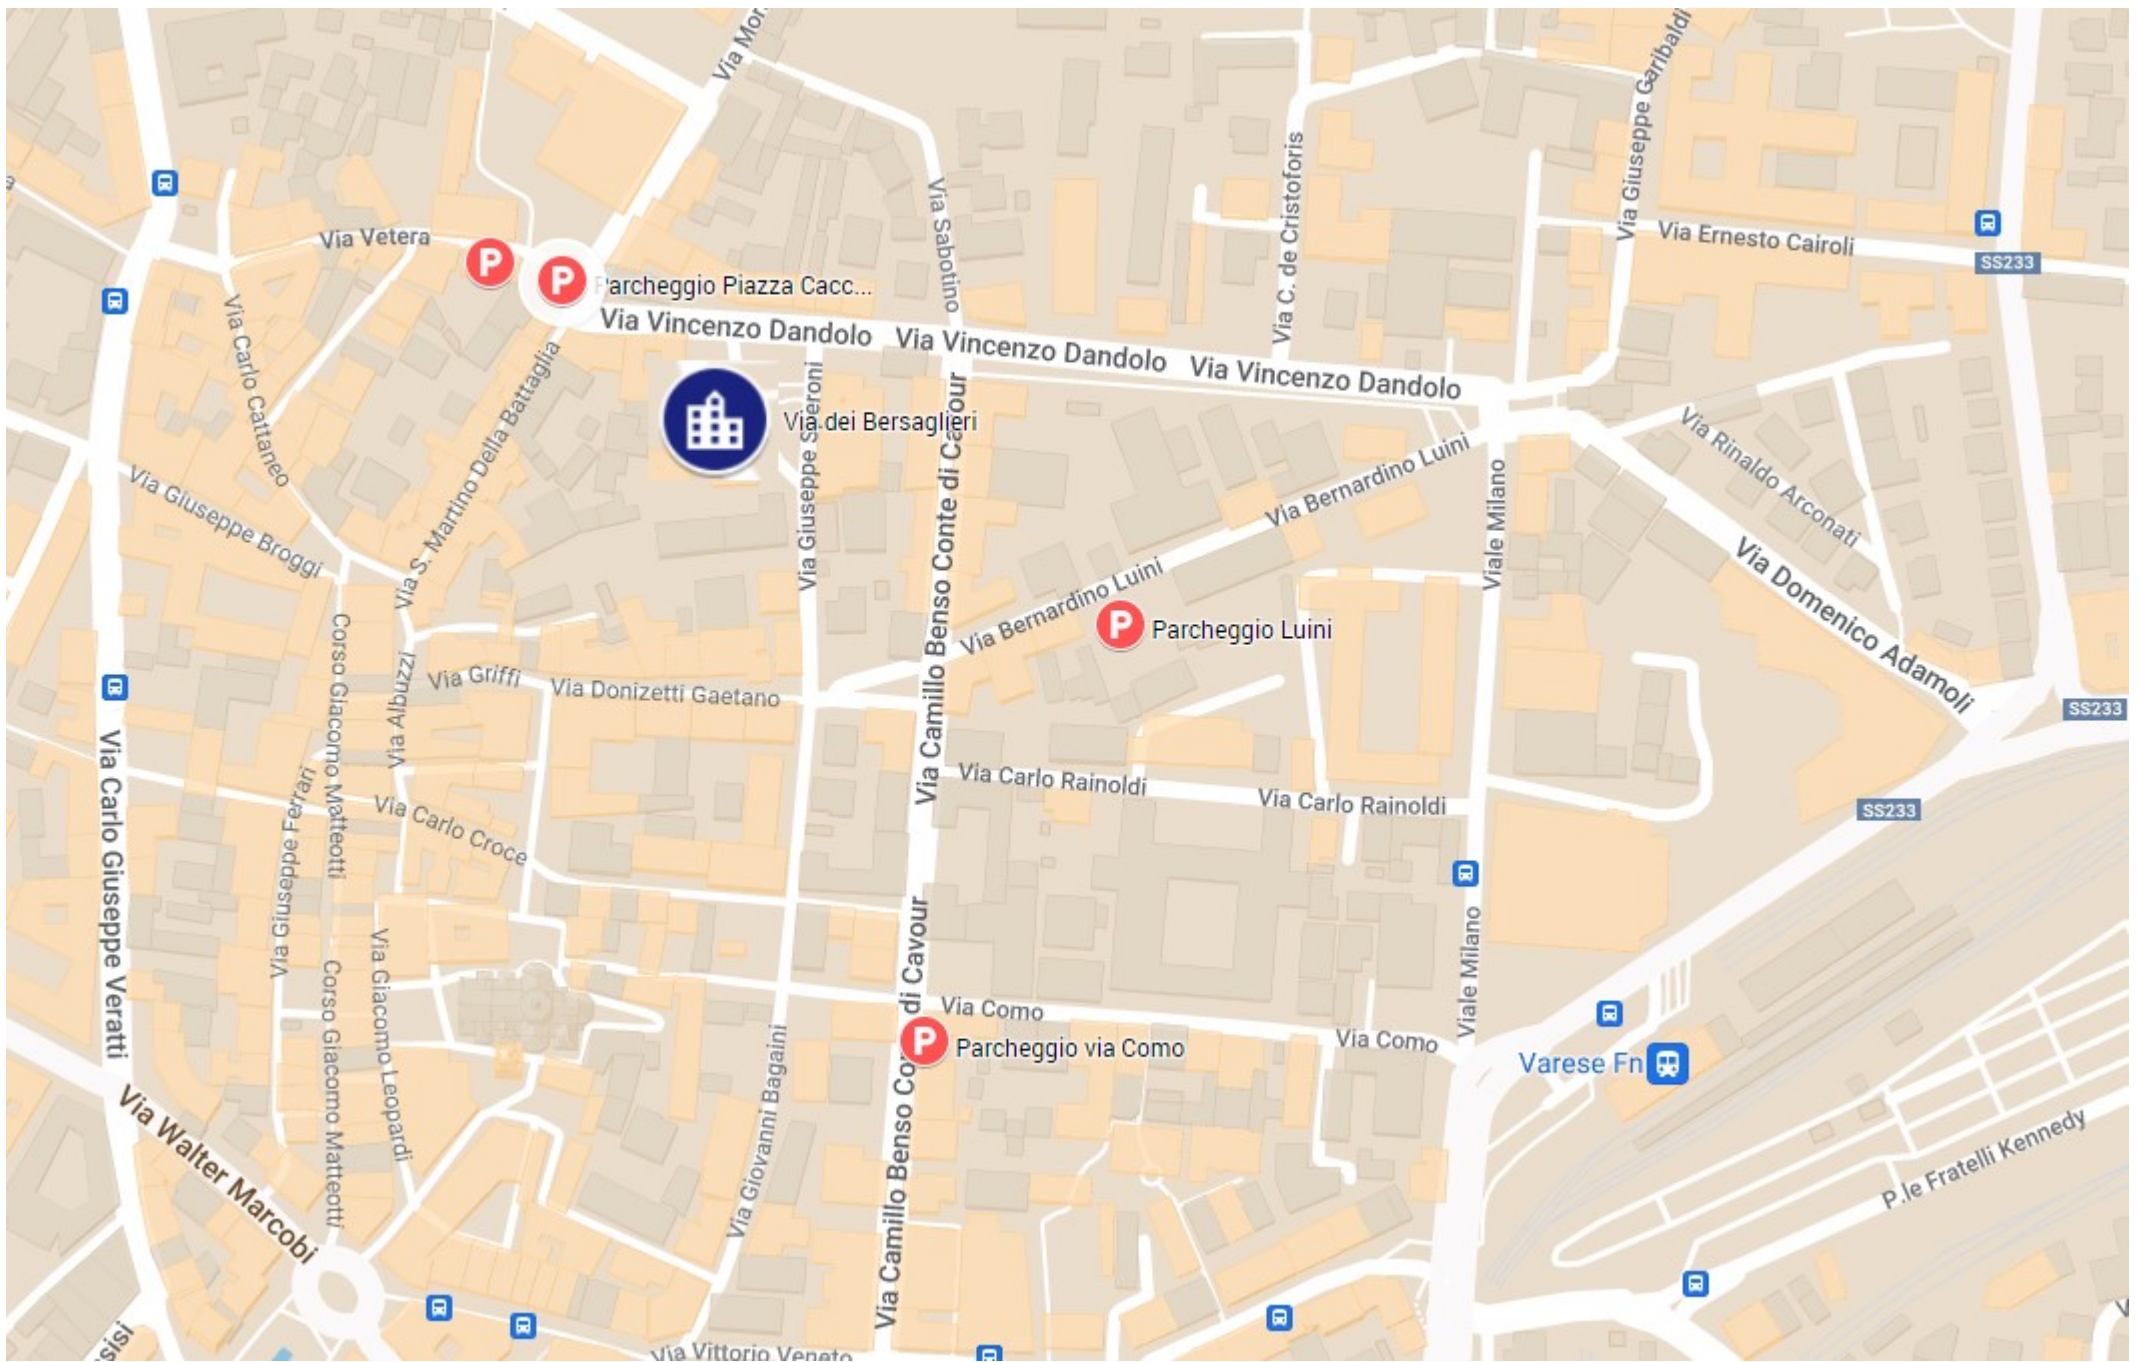 Via Mor
Via Giuseppe Garibaldi
Via C. de Cristoforis
Via Sabotino
Via Vetera
P
P
Parcheggio Piazza Cacc...
Via Ernesto Cairoli
SS233
Via Vincenzo Dandolo
Via Vincenzo Dandolo
Via Vincenzo Dandolo
Via Carlo Cattaneo
Via S. Martino Della Battaglia
Via dei Bersaglieri
Via Giuseppe Speroni
Via Camillo Benso Conte di Cavour
Via Bernardino Luini
Via Rinaldo Arconati
Via Giuseppe Broggi
Viale Milano
Via Domenico Adamoli
Via Bernardino Luini
P
Parcheggio Luini
Corso Giacomo Matteotti
Via Albuzzi
Via Griffi
Via Donizetti Gaetano
SS233
Via Carlo Giuseppe Veratti
Via Giuseppe Ferrari
Via Carlo Croce
Via Carlo Rainoldi
Via Carlo Rainoldi
SS233
Via Camillo Benso Co
di Cavour
Viale Milano
Via Giacomo Leopardi
Corso Giacomo Matteotti
Via Como
P
Parcheggio via Como
Via Como
Varese Fn
Via Giovanni Bagaini
Via Walter Marcobi
P.le Fratelli Kennedy
sisi
Via Vittorio Veneto